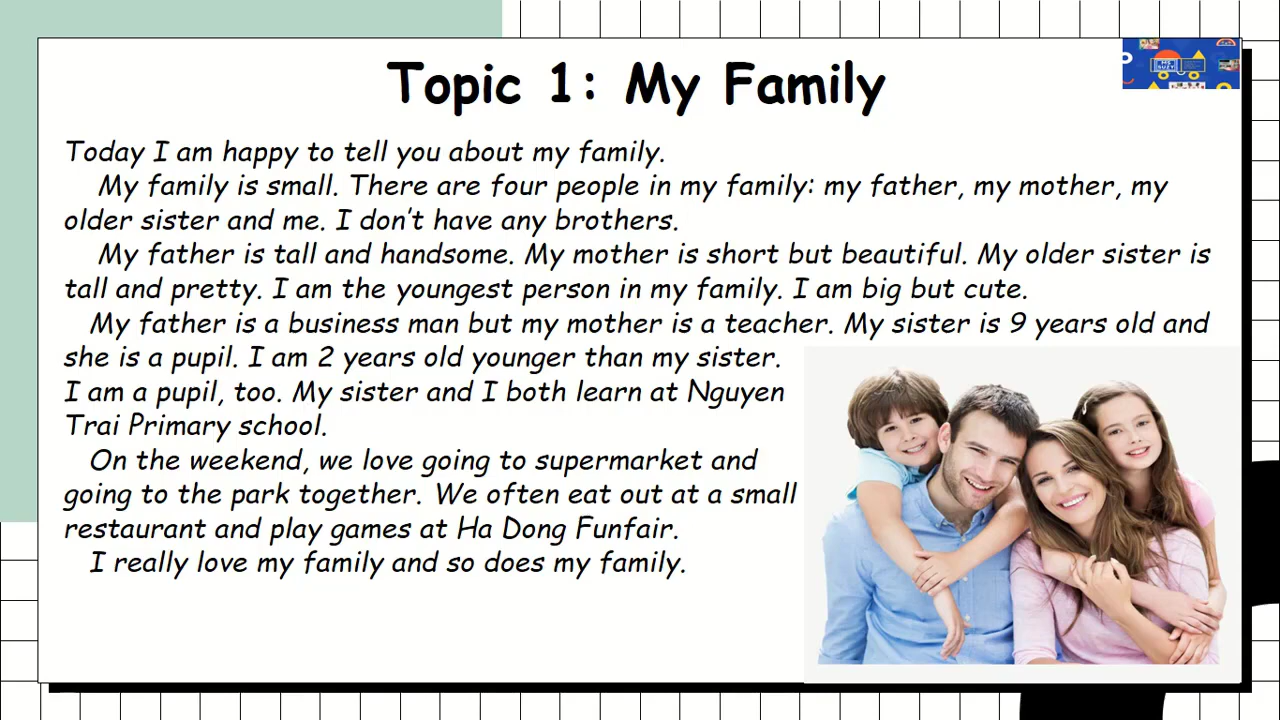 Topic 1: My Family
MS SUZY
Today I am happy to tell you about my family.
My family is small. There are four people in my family: my father, my mother, my
older sister and me. I don't have any brothers.
My father is tall and handsome. My mother is short but beautiful. My older sister is
tall and pretty. I am the youngest person in my family. I am big but cute.
My father is a business man but my mother is a teacher. My sister is 9 years old and
she is a pupil. I am 2 years old younger than my sister.
I am a pupil, too. My sister and I both learn at Nguyen
Trai Primary school.
On the weekend, we love going to supermarket and
going to the park together. We often eat out at a small
restaurant and play games at Ha Dong Funfair.
I really love my family and so does my family.